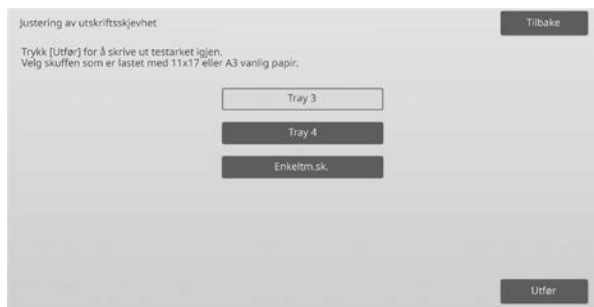 Justering av utskriftsskjevhet
Tilbake
Trykk [Utfør] for å skrive ut testarket igjen.
Velg skuffen som er lastet med 11x17 eller A3 vanlig papir.
Tray 3
Tray 4
Enkeltm.sk.
Utfør